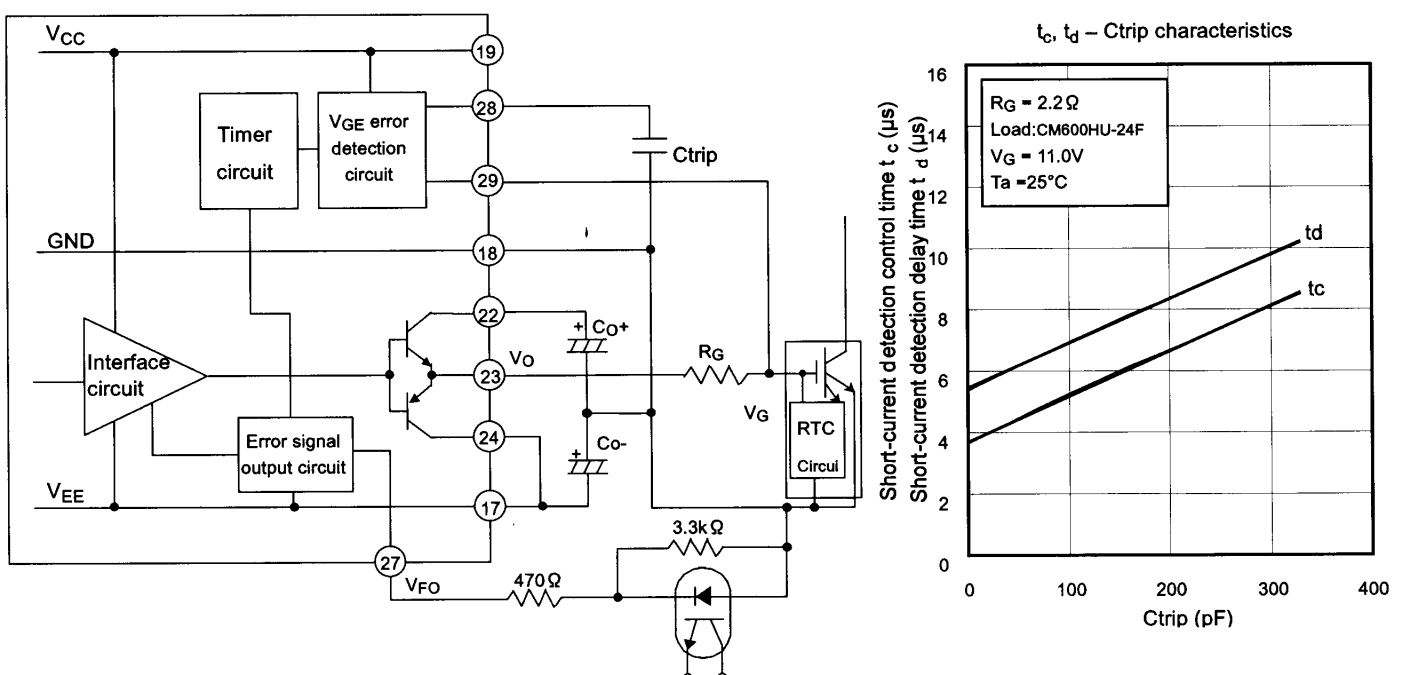 VCC
19
28
VGE error
detection
circuit
Timer
circuit
Ctrip
29
GND
18
22
+ CO+
Interface
circuit
VO
23
RG
VG
24
+ Co-
RTC
Circui
Error signal
output circuit
VEE
17
27
VFO
470Ω
3.3kΩ
tc, td – Ctrip characteristics
Short-current detection control time t c (µs)
Short-current detection delay time t d (µs)
16
14
12
10
8
6
4
2
0
RG = 2.2Ω
Load:CM600HU-24F
VG = 11.0V
Ta =25°C
td
tc
0 100 200 300 400
Ctrip (pF)